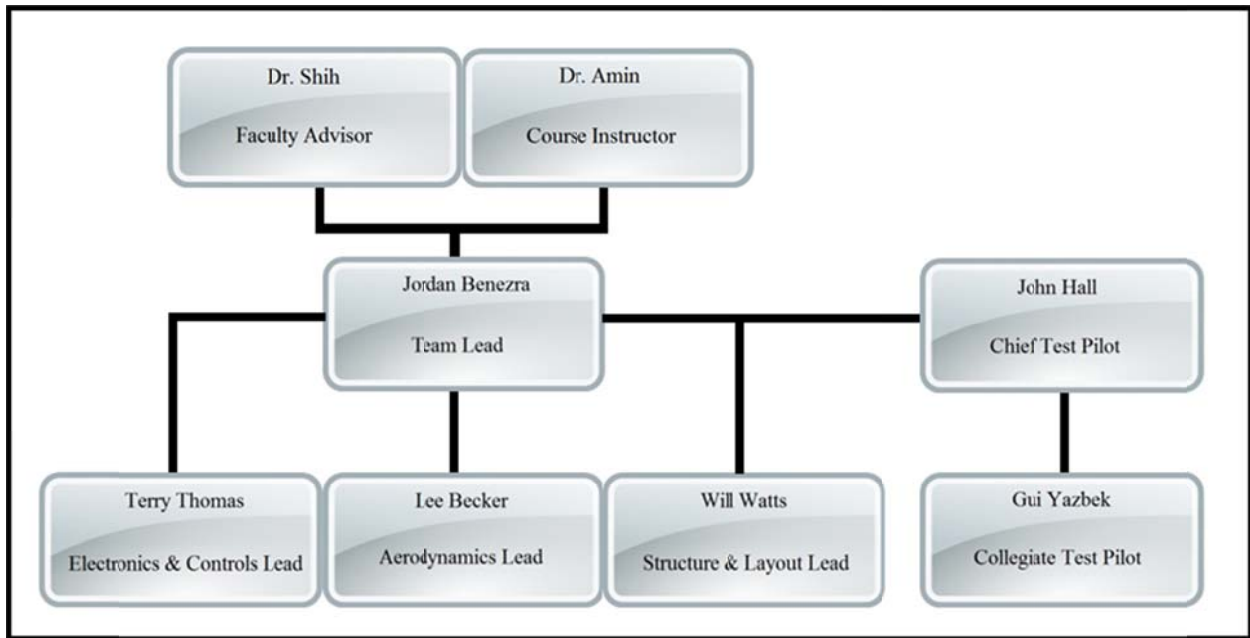 Dr. Shih
Faculty Advisor
Dr. Amin
Course Instructor
Jordan Benezra
Team Lead
John Hall
Chief Test Pilot
Terry Thomas
Electronics & Controls Lead
Lee Becker
Aerodynamics Lead
Will Watts
Structure & Layout Lead
Gui Yazbek
Collegiate Test Pilot